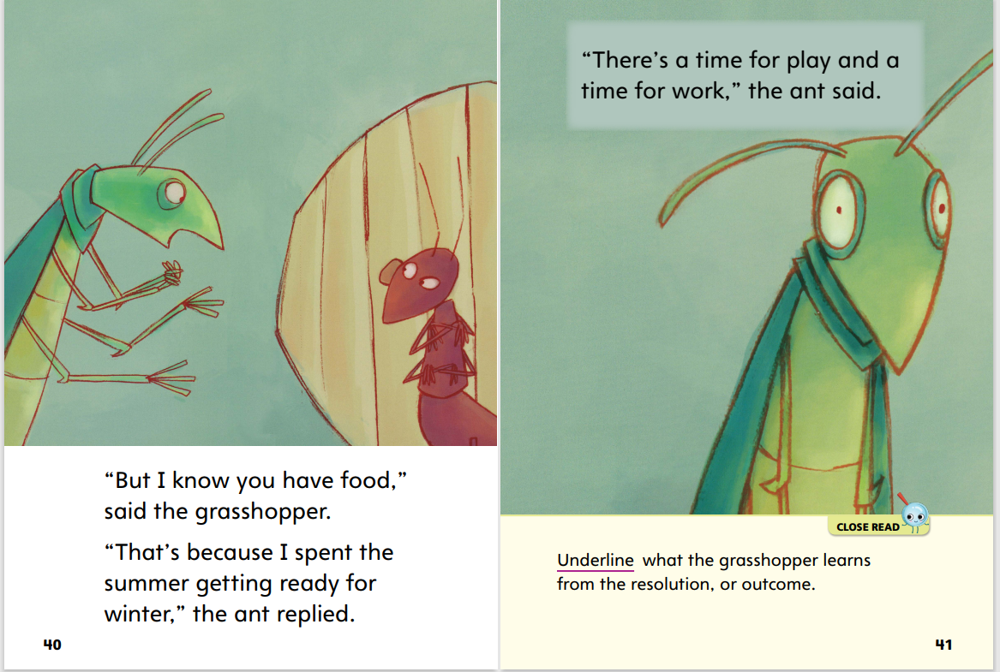 “But I know you have food,”
said the grasshopper.
“That’s because I spent the
summer getting ready for
winter,” the ant replied.
40
“There’s a time for play and a
time for work,” the ant said.
CLOSE READ
Underline what the grasshopper learns
from the resolution, or outcome.
41